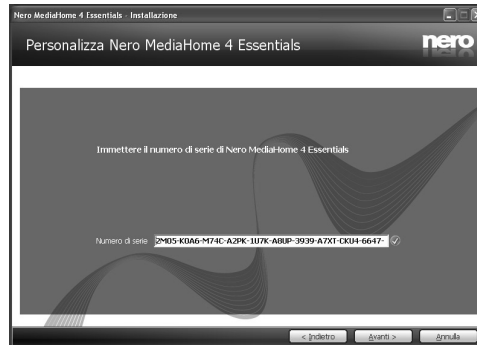 Nero MediaHome 4 Essentials - Installazione
Personalizza Nero MediaHome 4 Essentials
nero
Immettere il numero di serie di Nero MediaHome 4 Essentials
Numero di serie 2M05-K0A6-M74C-A2PK-1U7K-A8UP-3939-A7XT-CKU4-6647-
< Indietro
Avanti >
Annulla